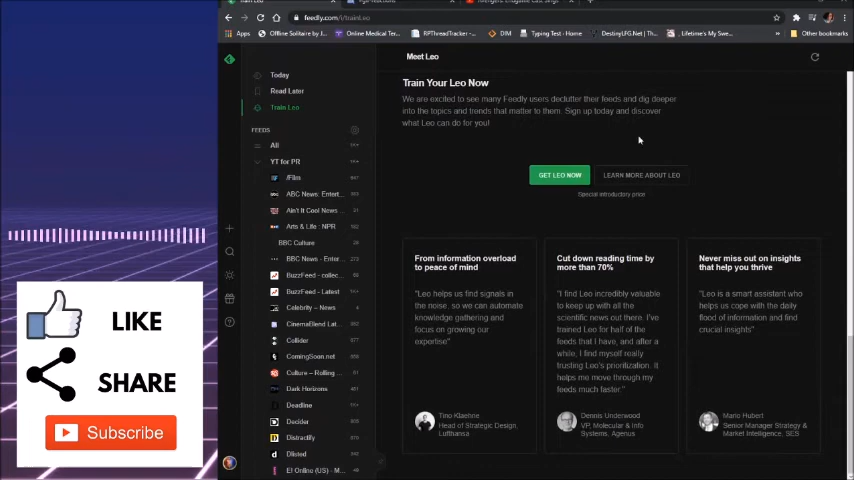 Train Leo
feedly.com/i/trainLeo
Apps
Offline Solitaire by J...
Online Medical Ter...
RPThreadTracker -...
DIM
Typing Test - Home
DestinyLFG.Net | Th...
Lifetime's My Swe...
»
Other bookmarks
Today
Read Later
Train Leo
FEEDS
All 1K+
YT for PR 1K+
/Film
ABC News: Entert...
Ain't It Cool News
Arts & Life : NPR
BBC Culture
BBC News - Enter...
BuzzFeed - collec...
BuzzFeed - Latest
Celebrity – News
CinemaBlend Lat...
Collider
ComingSoon.net
Culture – Rolling ...
Dark Horizons
Deadline
Decider
Distractify
Dlisted
E! Online (US) - M...
Meet Leo
Train Your Leo Now
We are excited to see many Feedly users declutter their feeds and dig deeper
into the topics and trends that matter to them. Sign up today and discover
what Leo can do for you!
GET LEO NOW
LEARN MORE ABOUT LEO
Special introductory price
From information overload
to peace of mind
"Leo helps us find signals in
the noise, so we can automate
knowledge gathering and
focus on growing our
expertise"
Tino Klaehne
Head of Strategic Design,
Lufthansa
Cut down reading time by
more than 70%
"I find Leo incredibly valuable
to keep up with all the
scientific news out there. I've
trained Leo for half of the
feeds that I have, and after a
while, I find myself really
trusting Leo's prioritization. It
helps me move through my
feeds much faster."
Dennis Underwood
VP, Molecular & Info
Systems, Agenus
Never miss out on insights
that help you thrive
"Leo is a smart assistant who
helps us cope with the daily
flood of information and find
crucial insights"
Mario Hubert
Senior Manager Strategy &
Market Intelligence, SES
LIKE
SHARE
Subscribe